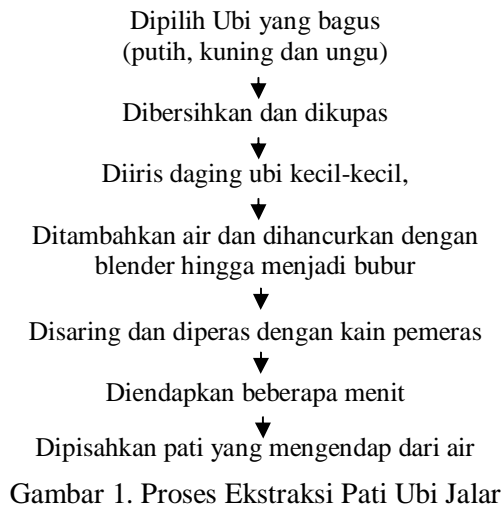 Dipilih Ubi yang bagus
(putih, kuning dan ungu)
Dibersihkan dan dikupas
Diiris daging ubi kecil-kecil,
Ditambahkan air dan dihancurkan dengan
blender hingga menjadi bubur
Disaring dan diperas dengan kain pemeras
Diendapkan beberapa menit
Dipisahkan pati yang mengendap dari air
Gambar 1. Proses Ekstraksi Pati Ubi Jalar